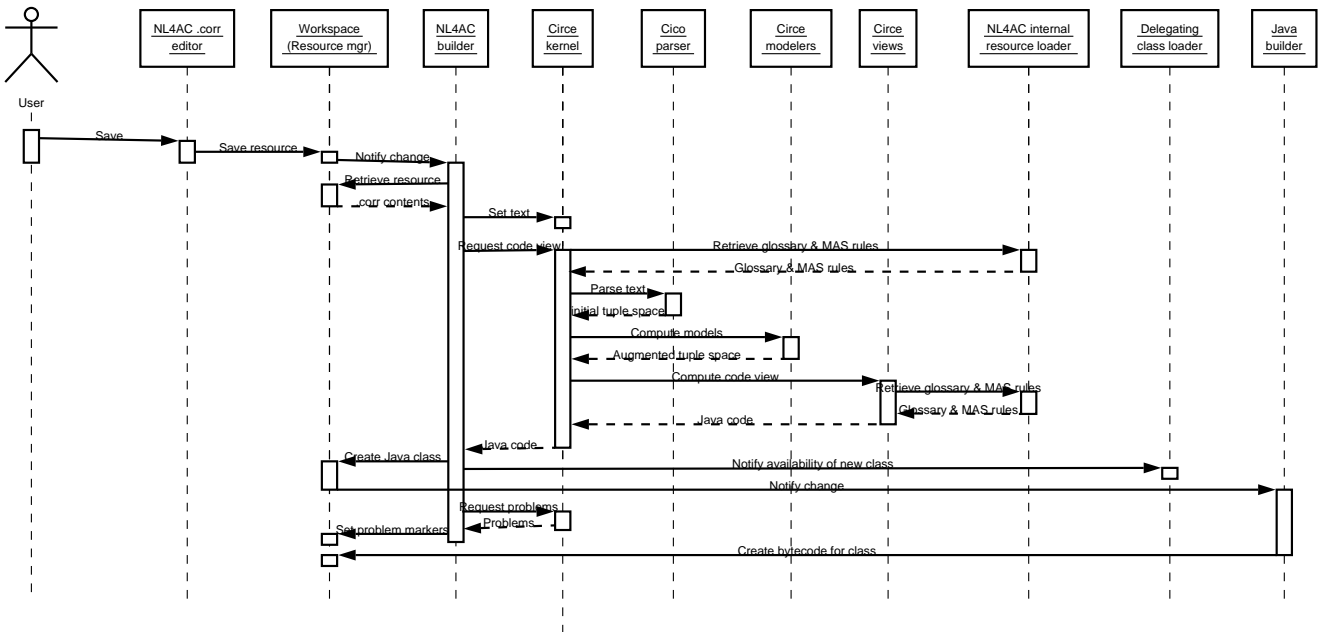 NL4AC .corr
editor
Workspace
(Resource mgr)
NL4AC
builder
Circe
kernel
Cico
parser
Circe
modelers
Circe
views
NL4AC internal
resource loader
Delegating
class loader
Java
builder
User
Save
Save resource
Notify change
Retrieve resource
corr contents
Set text
Request code view
Retrieve glossary & MAS rules
Glossary & MAS rules
Parse text
initial tuple space
Compute models
Augmented tuple space
Compute code view
Retrieve glossary & MAS rules
Glossary & MAS rules
Java code
Java code
Create Java class
Notify availability of new class
Notify change
Request problems
Problems
Set problem markers
Create bytecode for class